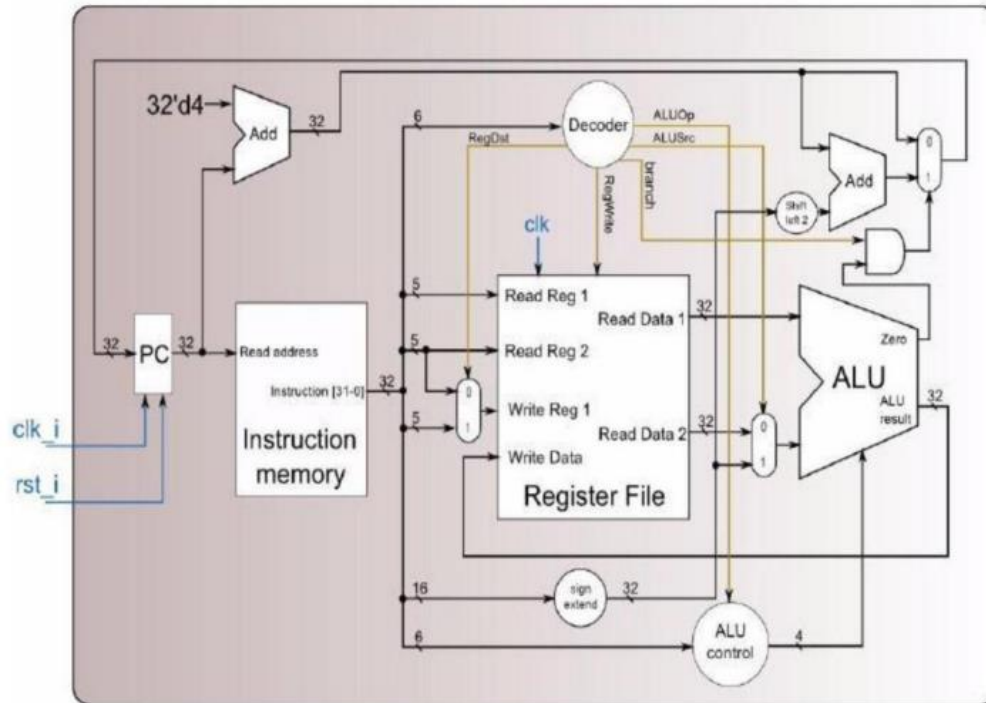 32'd4
Add
32
6
Decoder
ALUOp
ALUSrc
RegDst
RegWrite
branch
0
1
Add
Shift
left 2
clk
32
PC
32
Read address
Instruction [31-0]
32
Instruction
memory
clk_i
rst_i
5
Read Reg 1
5
Read Reg 2
0
1
5
Write Reg 1
Write Data
Read Data 1
32
Read Data 2
32
Register File
0
1
Zero
ALU
ALU
result
32
16
sign
extend
32
6
ALU
control
4